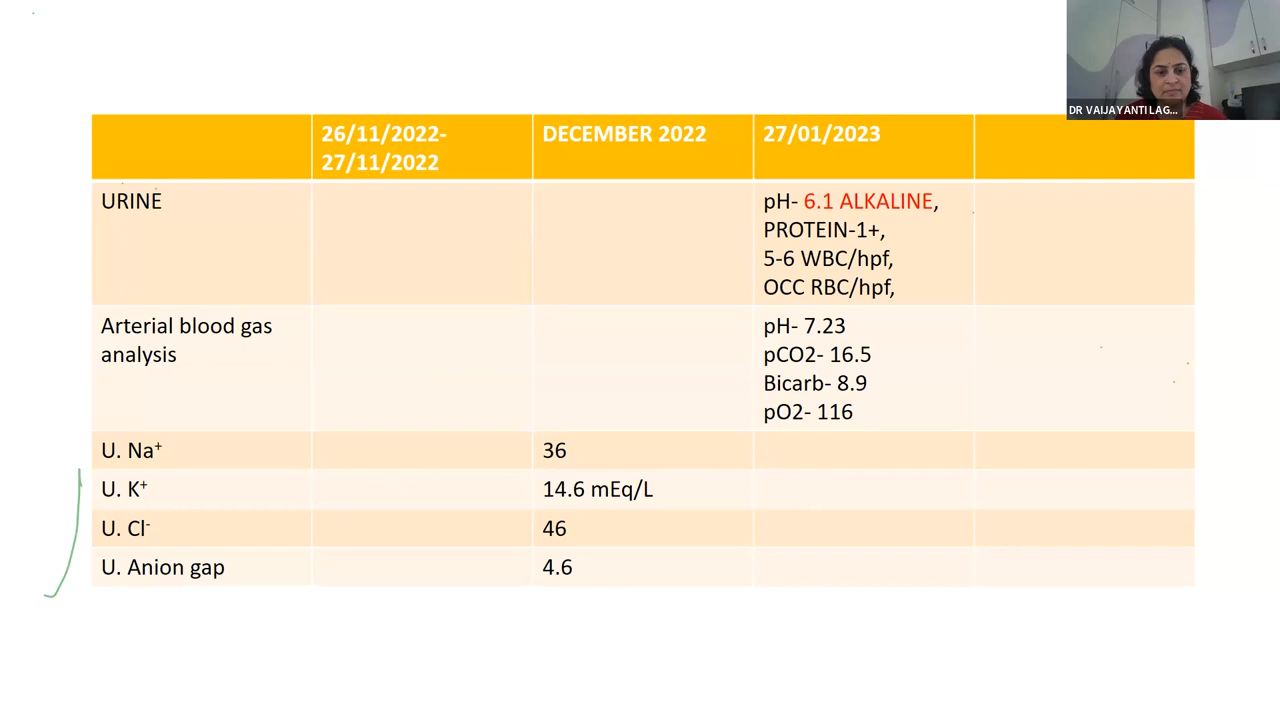 DR VAIJAYANTI LAG...
26/11/2022-
27/11/2022
DECEMBER 2022
27/01/2023
URINE
pH- 6.1 ALKALINE,
PROTEIN-1+,
5-6 WBC/hpf,
OCC RBC/hpf,
Arterial blood gas
analysis
pH- 7.23
pCO2- 16.5
Bicarb- 8.9
pO2- 116
U. Na⁺
36
U. K⁺
14.6 mEq/L
U. Cl⁻
46
U. Anion gap
4.6